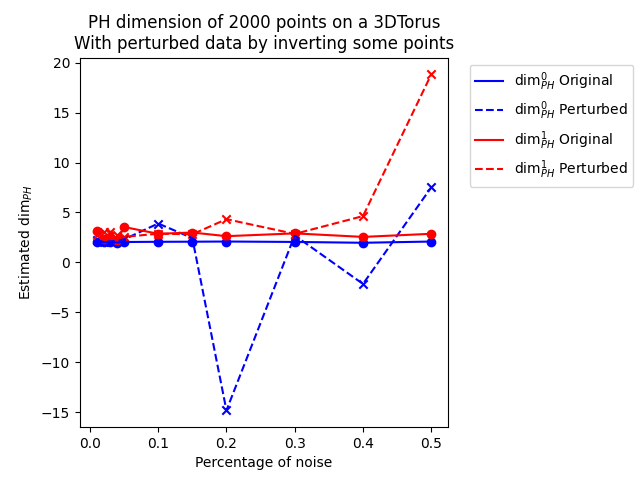 PH dimension of 2000 points on a 3DTorus
With perturbed data by inverting some points
20
15
10
5
0
−5
−10
−15
Estimated dim_PH
0.0 0.1 0.2 0.3 0.4 0.5
Percentage of noise
dim^0_PH Original
dim^0_PH Perturbed
dim^1_PH Original
dim^1_PH Perturbed